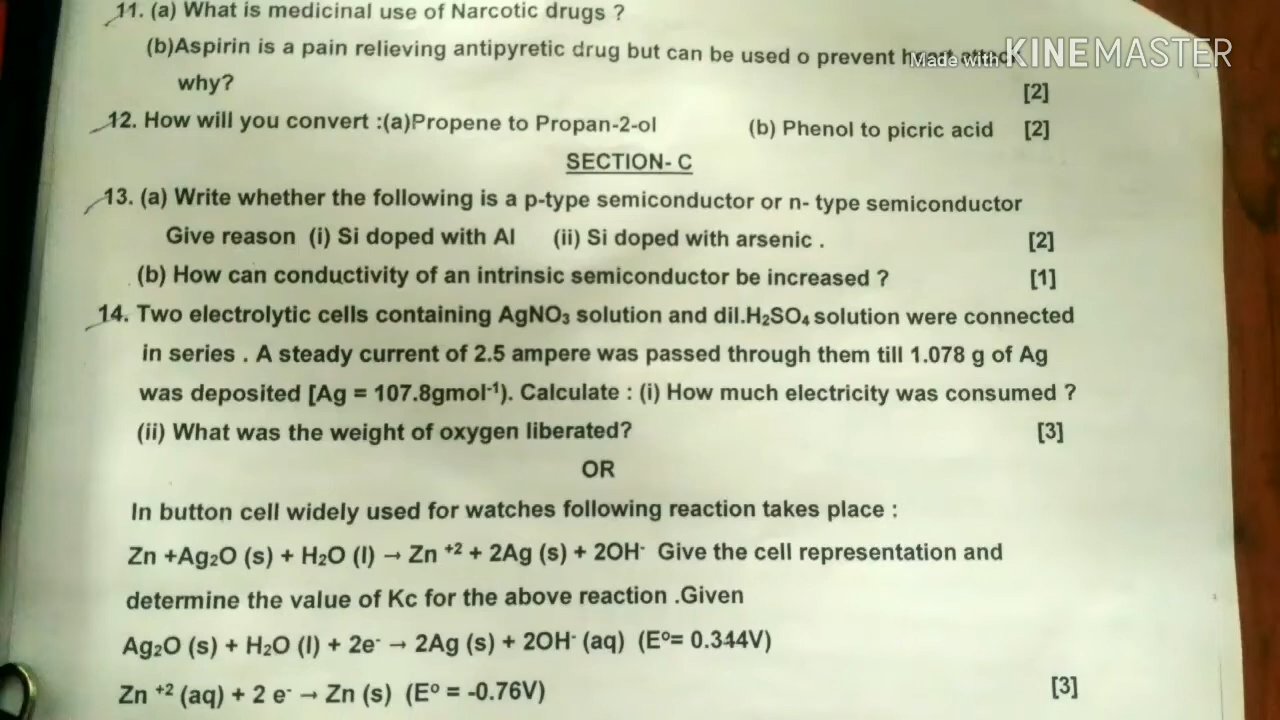 11. (a) What is medicinal use of Narcotic drugs ?
(b)Aspirin is a pain relieving antipyretic drug but can be used o prevent
Made with KINEMASTER
why? [2]
12. How will you convert :(a)Propene to Propan-2-ol (b) Phenol to picric acid [2]
SECTION- C
13. (a) Write whether the following is a p-type semiconductor or n- type semiconductor
Give reason (i) Si doped with Al (ii) Si doped with arsenic . [2]
(b) How can conductivity of an intrinsic semiconductor be increased ? [1]
14. Two electrolytic cells containing AgNO₃ solution and dil.H₂SO₄ solution were connected
in series . A steady current of 2.5 ampere was passed through them till 1.078 g of Ag
was deposited [Ag = 107.8gmol⁻¹). Calculate : (i) How much electricity was consumed ?
(ii) What was the weight of oxygen liberated? [3]
OR
In button cell widely used for watches following reaction takes place :
Zn +Ag₂O (s) + H₂O (l) → Zn ⁺² + 2Ag (s) + 2OH⁻ Give the cell representation and
determine the value of Kc for the above reaction .Given
Ag₂O (s) + H₂O (l) + 2e⁻ → 2Ag (s) + 2OH⁻ (aq) (Eº= 0.344V)
Zn ⁺² (aq) + 2 e⁻ → Zn (s) (Eº = -0.76V) [3]